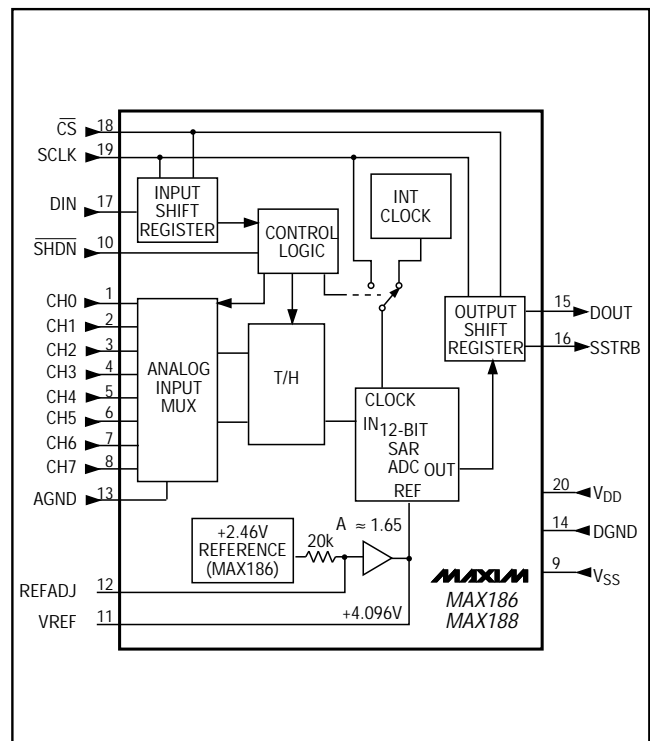 CS 18
SCLK 19
DIN 17
SHDN 10
CH0 1
CH1 2
CH2 3
CH3 4
CH4 5
CH5 6
CH6 7
CH7 8
AGND 13
REFADJ 12
VREF 11
INPUT
SHIFT
REGISTER
CONTROL
LOGIC
INT
CLOCK
ANALOG
INPUT
MUX
T/H
CLOCK
IN 12-BIT
SAR
ADC OUT
REF
OUTPUT
SHIFT
REGISTER
15 DOUT
16 SSTRB
20 VDD
14 DGND
9 VSS
+2.46V
REFERENCE
(MAX186)
20k
A ≈ 1.65
+4.096V
MAXIM
MAX186
MAX188